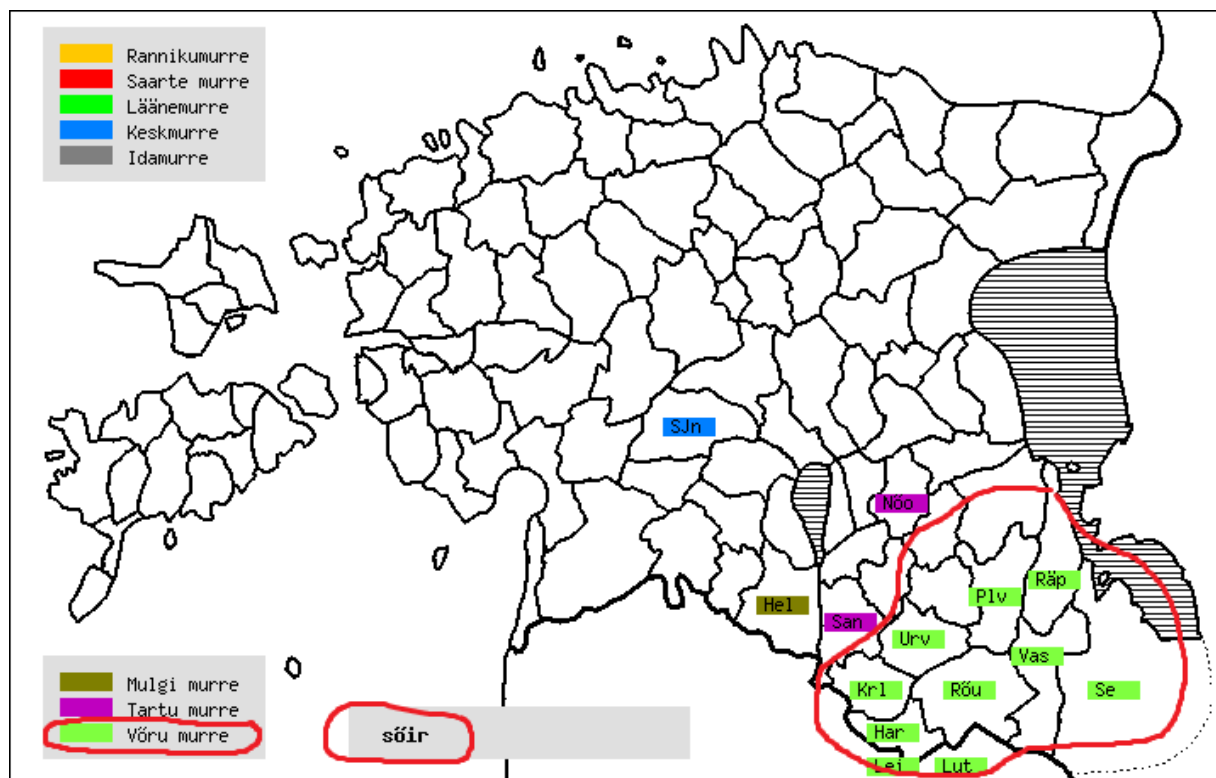 Rannikumurre
Saarte murre
Läänemurre
Keskmurre
Idamurre
SJn
Nõo
Räp
Plv
Hel
San
Urv
Vas
Krl
Rõu
Se
Har
Lei
Lut
Mulgi murre
Tartu murre
Võru murre
sõir